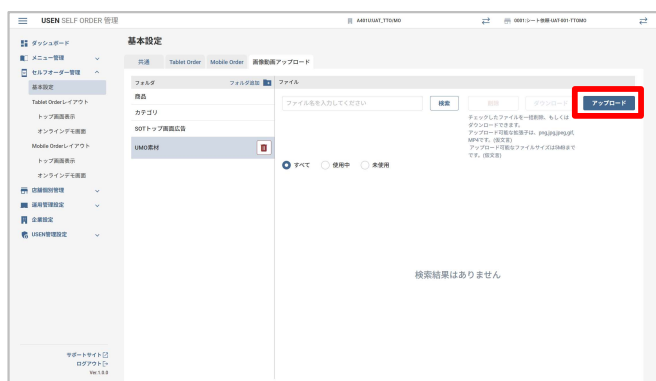 USEN SELF ORDER 管理
A401UIUAT_TTO/MO
0001:シート依頼-UAT-001-TTOMO
ダッシュボード
メニュー管理
セルフオーダー管理
基本設定
Tablet Orderレイアウト
トップ画面表示
オンラインデモ画面
Mobile Orderレイアウト
トップ画面表示
オンラインデモ画面
店舗個別管理
運用管理設定
企業設定
USEN管理設定
サポートサイト
ログアウト
Ver:1.0.0
基本設定
共通 Tablet Order Mobile Order 画像動画アップロード
フォルダ フォルダ追加
商品
カテゴリ
SOTトップ画面広告
UMO素材
ファイル
ファイル名を入力してください 検索 削除 ダウンロード アップロード
チェックしたファイルを一括削除、もしくは
ダウンロードできます。
アップロード可能な拡張子は、png,jpg,jpeg,gif,
MP4です。(仮文言)
アップロード可能なファイルサイズは5MBまで
です。(仮文言)
すべて 使用中 未使用
検索結果はありません